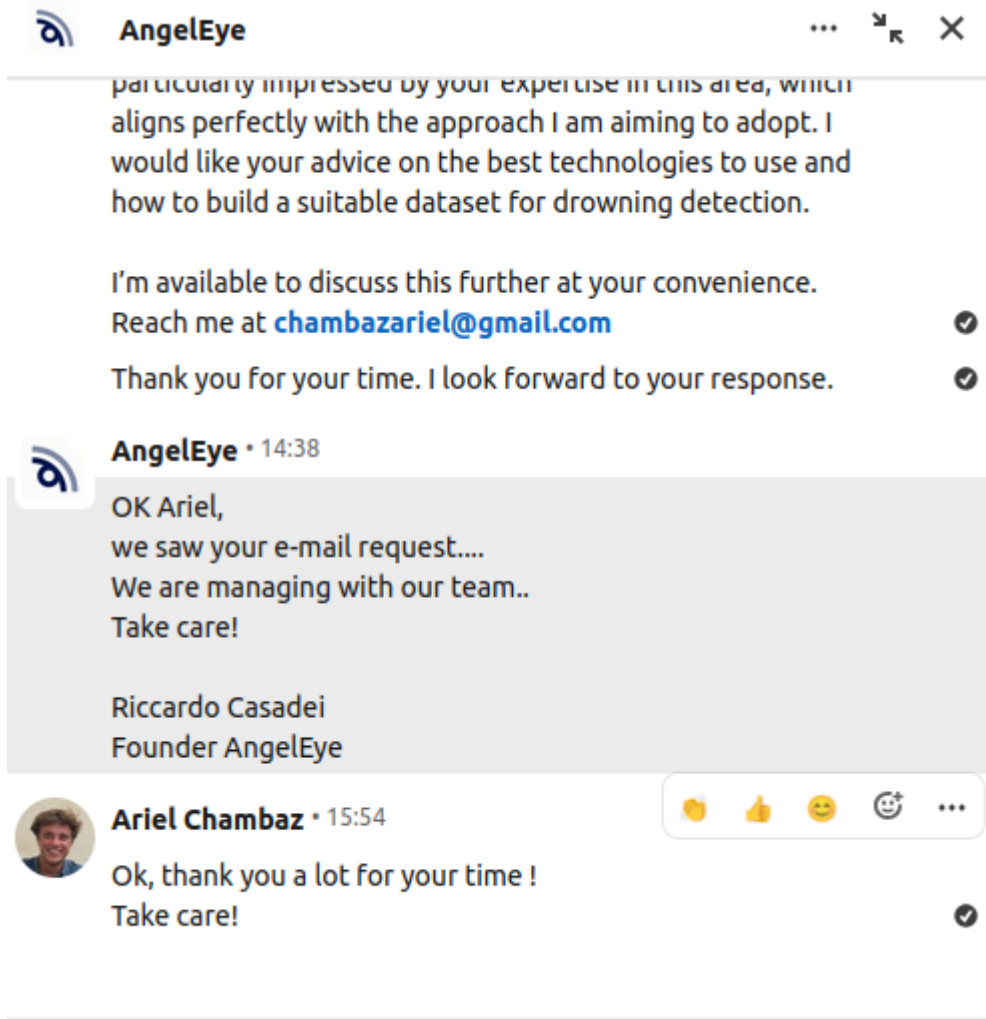 AngelEye
particularly impressed by your expertise in this area, which
aligns perfectly with the approach I am aiming to adopt. I
would like your advice on the best technologies to use and
how to build a suitable dataset for drowning detection.
I’m available to discuss this further at your convenience.
Reach me at chambazariel@gmail.com
Thank you for your time. I look forward to your response.
AngelEye • 14:38
OK Ariel,
we saw your e-mail request....
We are managing with our team..
Take care!
Riccardo Casadei
Founder AngelEye
Ariel Chambaz • 15:54
Ok, thank you a lot for your time !
Take care!